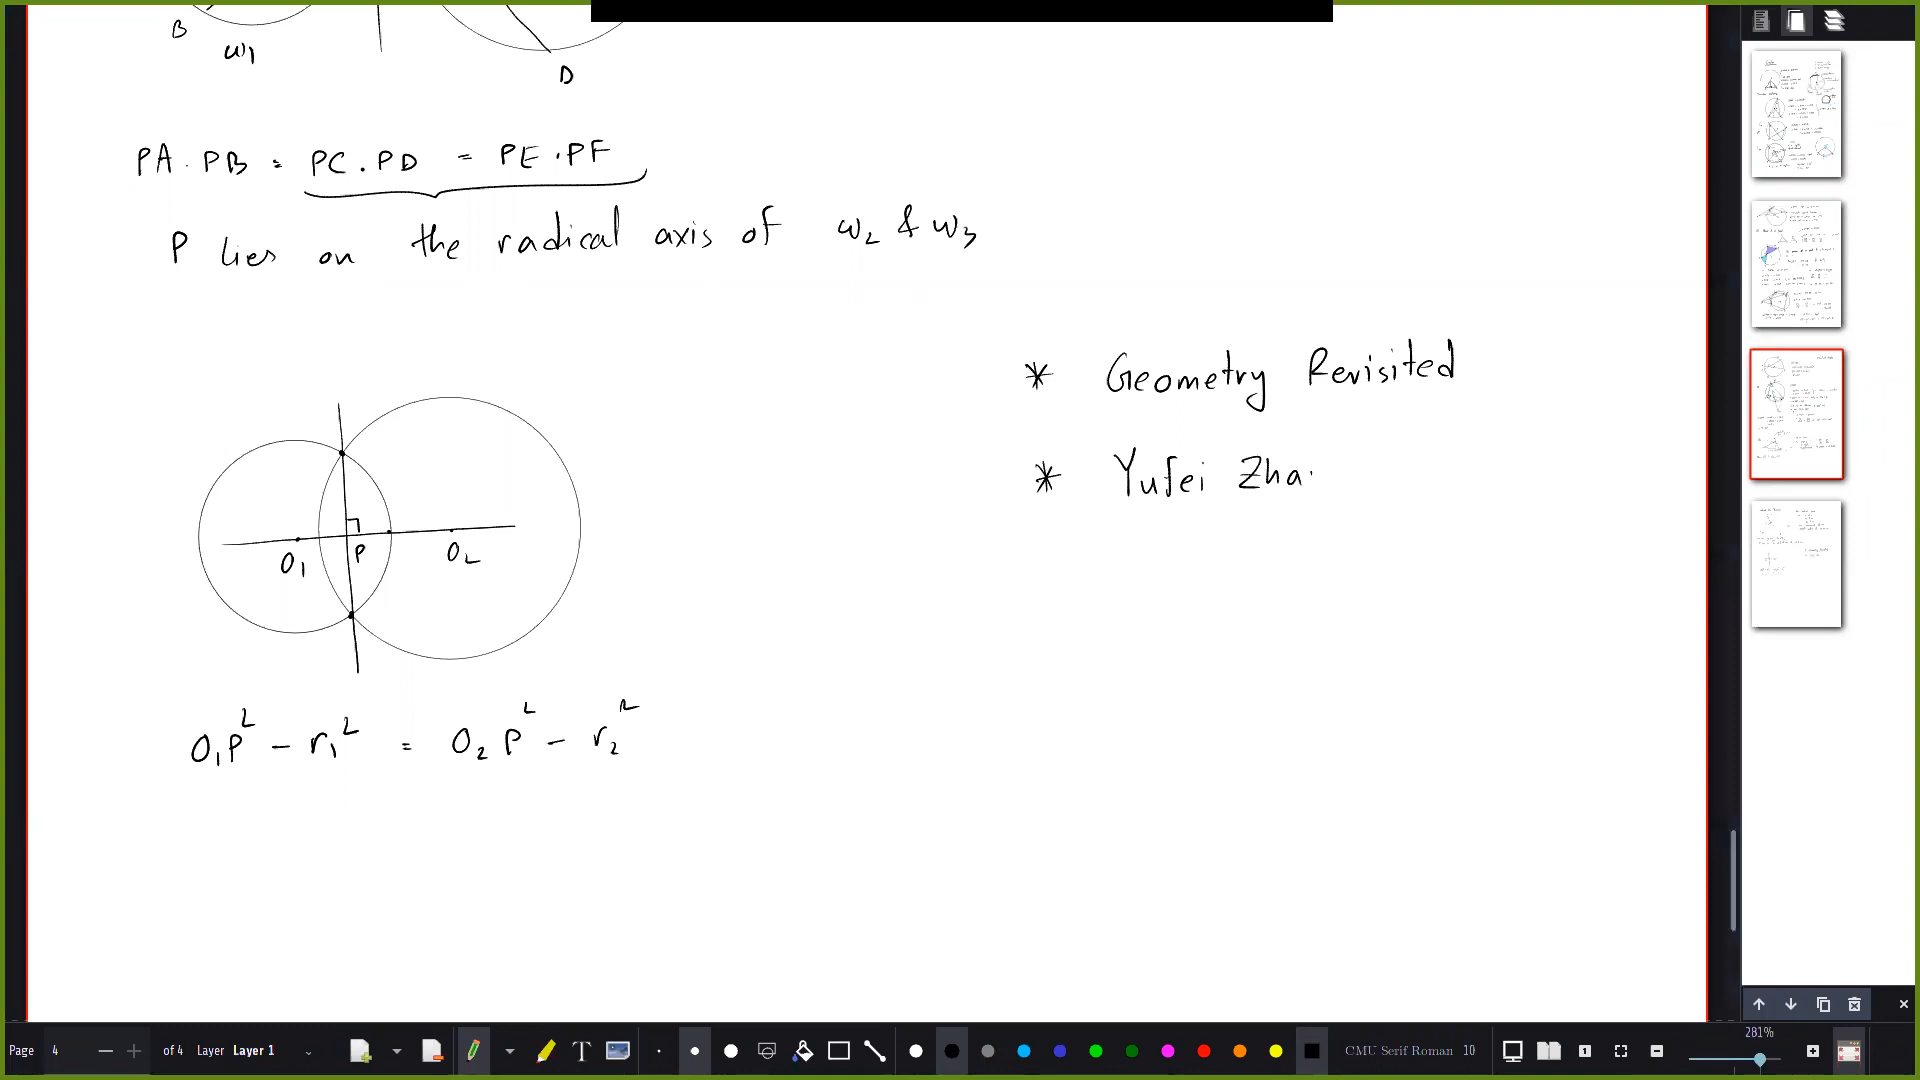 B
ω1
D
PA . PB = PC . PD = PE . PF
P lies on the radical axis of ω2 & ω3
* Geometry Revisited
* Yufei Zha
O1 P O2
O1P² - r1² = O2P² - r2²
Page 4 of 4 Layer Layer 1
CMU Serif Roman 10
281%